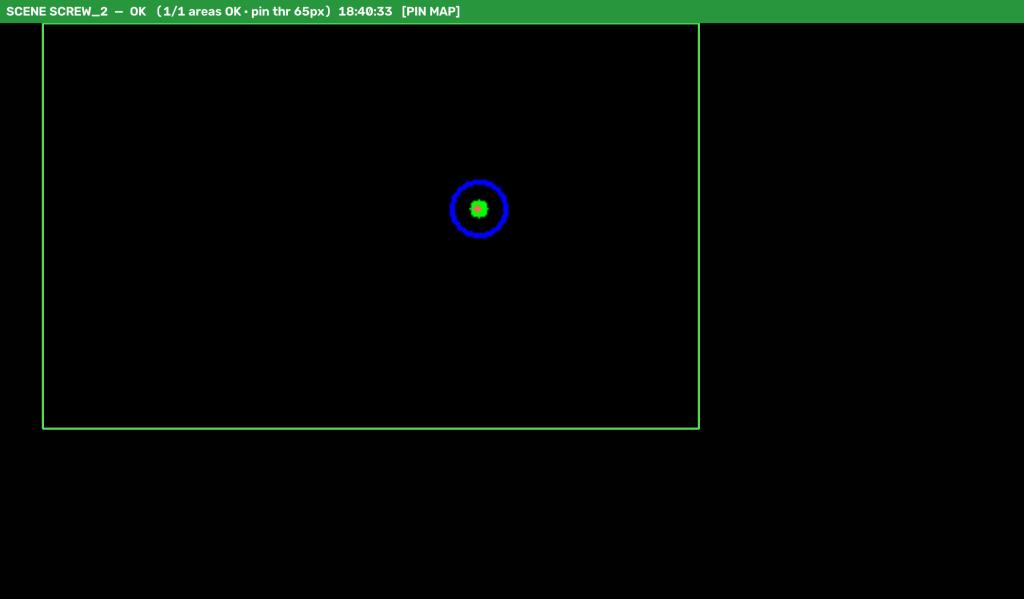 SCENE SCREW_2 — OK (1/1 areas OK · pin thr 65px) 18:40:33 [PIN MAP]